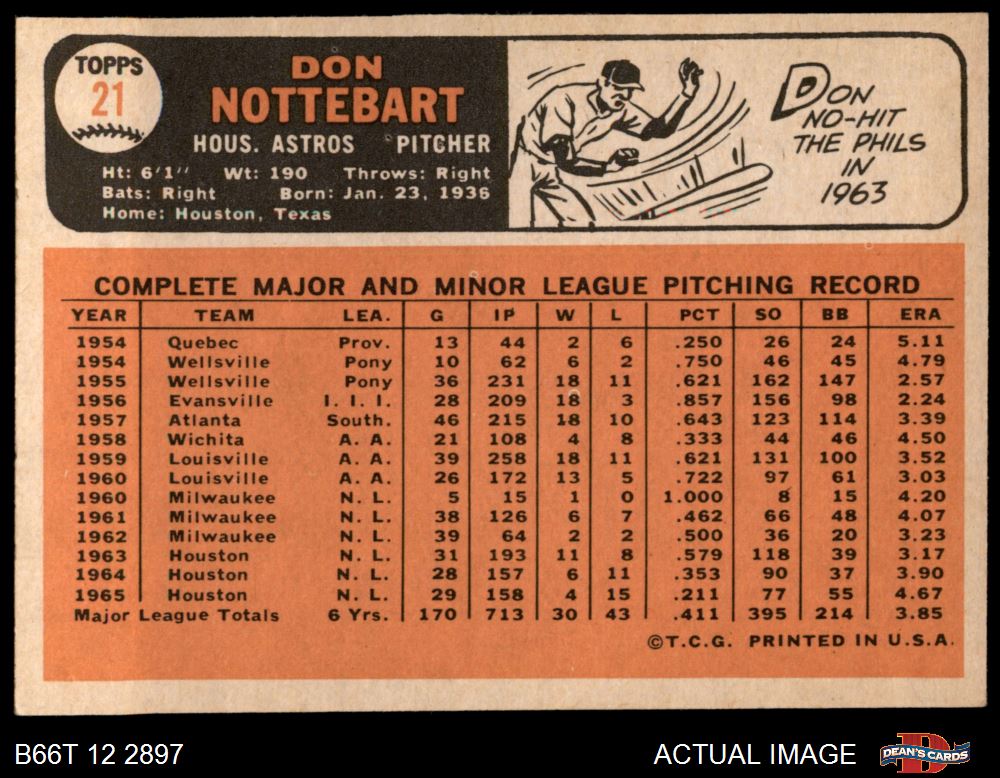 TOPPS
21
DON
NOTTEBART
HOUS. ASTROS PITCHER
Ht: 6'1" Wt: 190 Throws: Right
Bats: Right Born: Jan. 23, 1936
Home: Houston, Texas
DON
NO-HIT
THE PHILS
IN
1963
COMPLETE MAJOR AND MINOR LEAGUE PITCHING RECORD
YEAR TEAM LEA. G IP W L PCT SO BB ERA
1954 Quebec Prov. 13 44 2 6 .250 26 24 5.11
1954 Wellsville Pony 10 62 6 2 .750 46 45 4.79
1955 Wellsville Pony 36 231 18 11 .621 162 147 2.57
1956 Evansville I. I. I. 28 209 18 3 .857 156 98 2.24
1957 Atlanta South. 46 215 18 10 .643 123 114 3.39
1958 Wichita A. A. 21 108 4 8 .333 44 46 4.50
1959 Louisville A. A. 39 258 18 11 .621 131 100 3.52
1960 Louisville A. A. 26 172 13 5 .722 97 61 3.03
1960 Milwaukee N. L. 5 15 1 0 1.000 8 15 4.20
1961 Milwaukee N. L. 38 126 6 7 .462 66 48 4.07
1962 Milwaukee N. L. 39 64 2 2 .500 36 20 3.23
1963 Houston N. L. 31 193 11 8 .579 118 39 3.17
1964 Houston N. L. 28 157 6 11 .353 90 37 3.90
1965 Houston N. L. 29 158 4 15 .211 77 55 4.67
Major League Totals 6 Yrs. 170 713 30 43 .411 395 214 3.85
©T.C.G. PRINTED IN U.S.A.
B66T 12 2897
ACTUAL IMAGE
DEAN'S CARDS